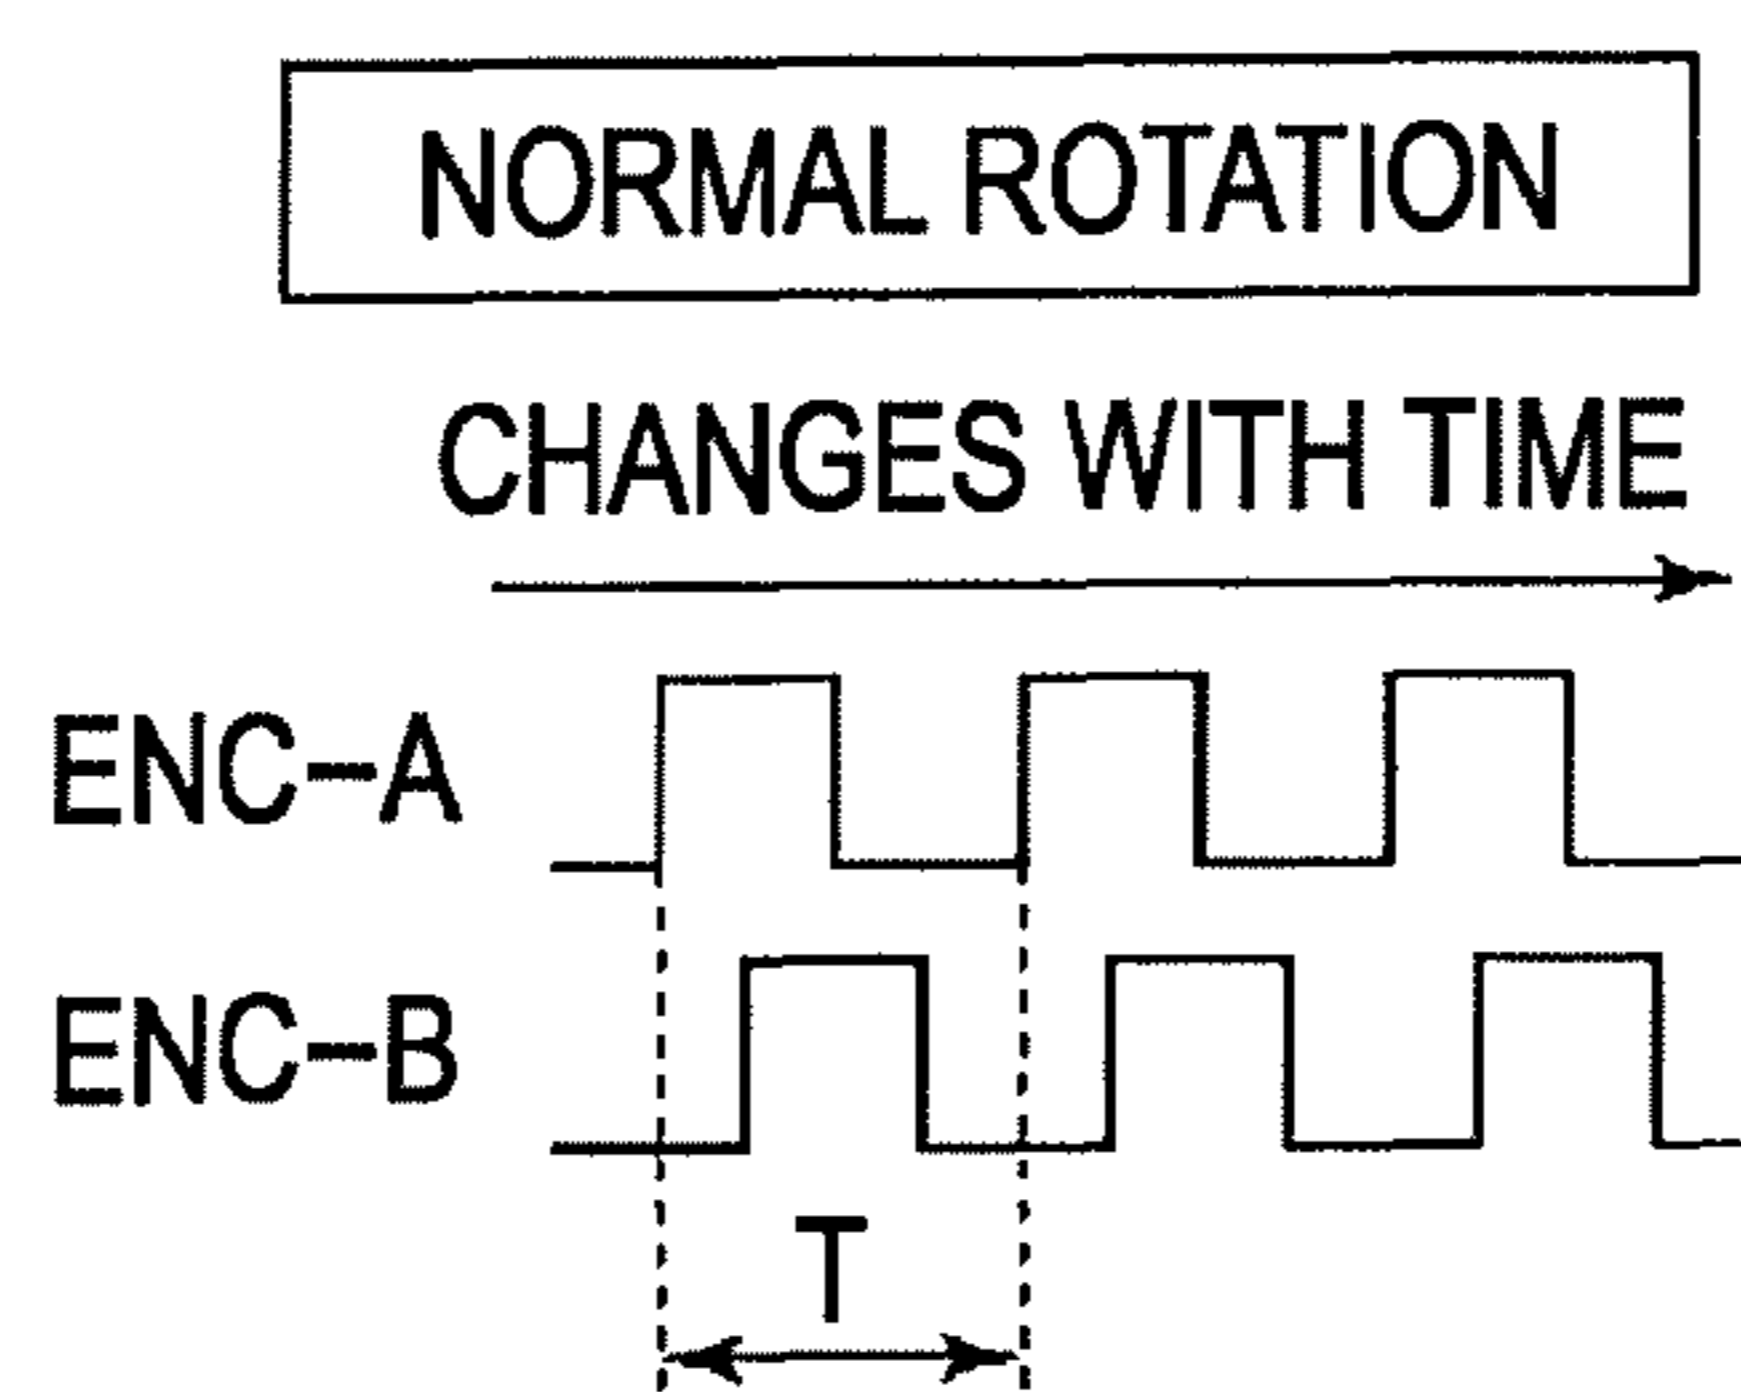 NORMAL ROTATION
CHANGES WITH TIME
ENC-A
ENC-B
T